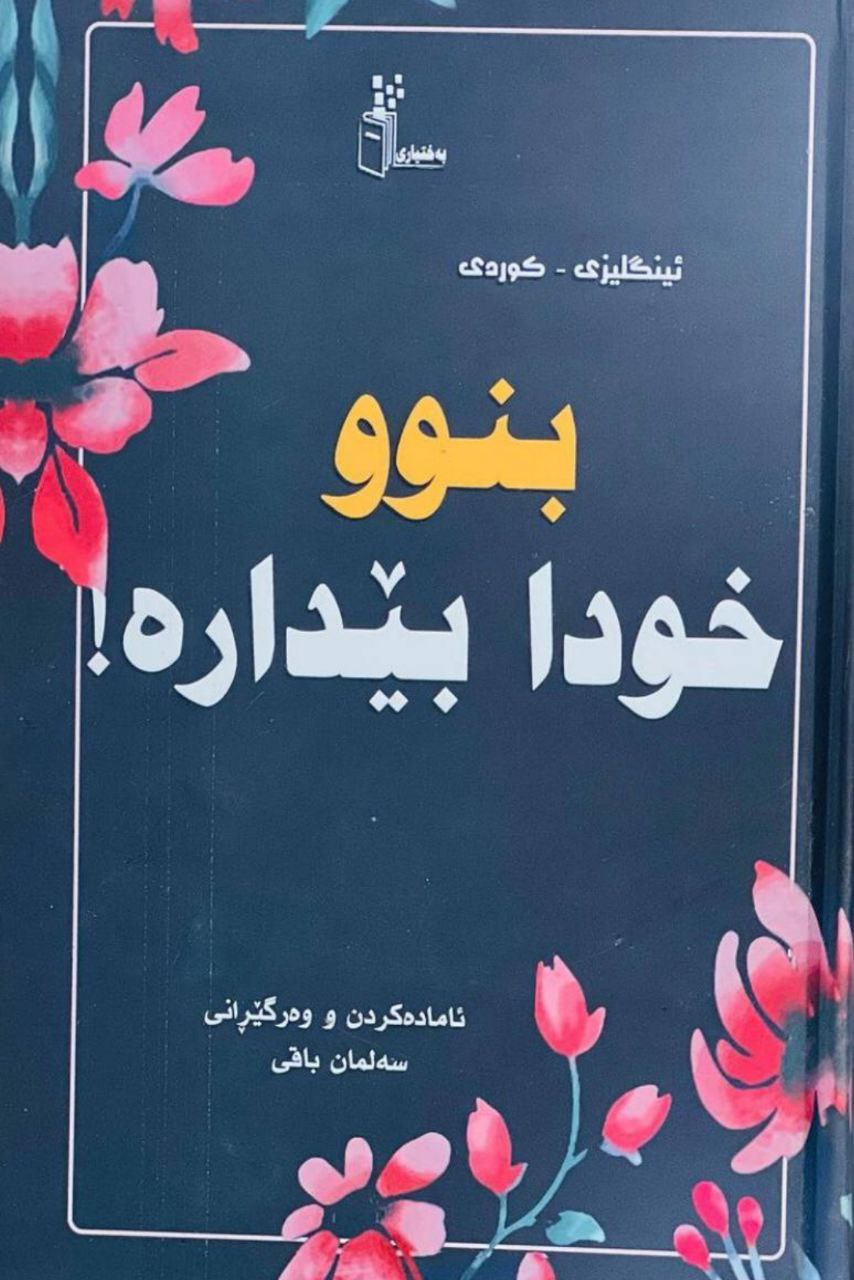 بەختیاری
ئینگلیزی - کوردی
بنوو
خودا بێدارە!
ئامادەکردن و وەرگێڕانی
سەلمان باقی